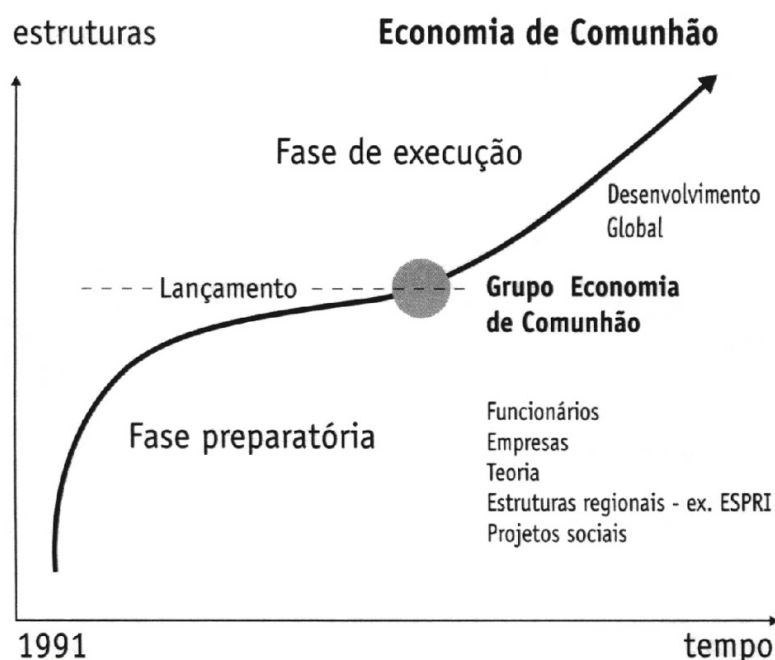 estruturas
Economia de Comunhão
Fase de execução
Desenvolvimento
Global
Lançamento
Grupo Economia
de Comunhão
Fase preparatória
Funcionários
Empresas
Teoria
Estruturas regionais - ex. ESPRI
Projetos sociais
1991
tempo